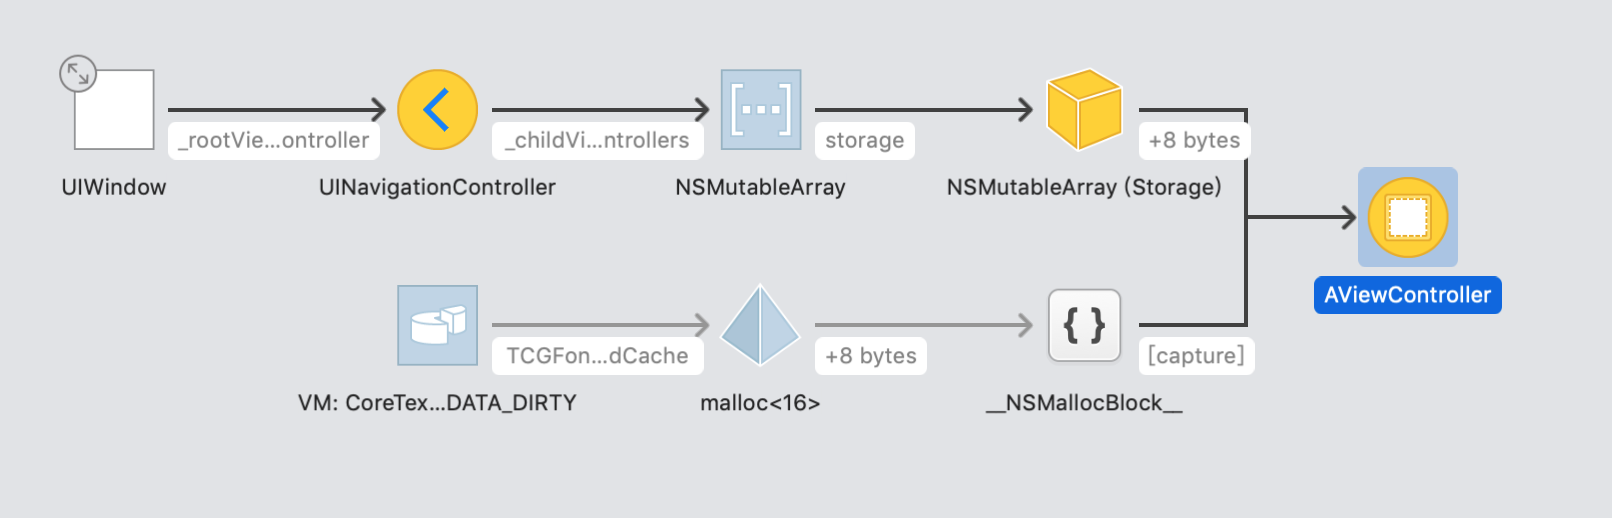 _rootVie...ontroller
_childVi...ntrollers
storage
+8 bytes
UIWindow
UINavigationController
NSMutableArray
NSMutableArray (Storage)
AViewController
TCGFon...dCache
+8 bytes
{ }
[capture]
VM: CoreTex...DATA_DIRTY
malloc<16>
__NSMallocBlock__